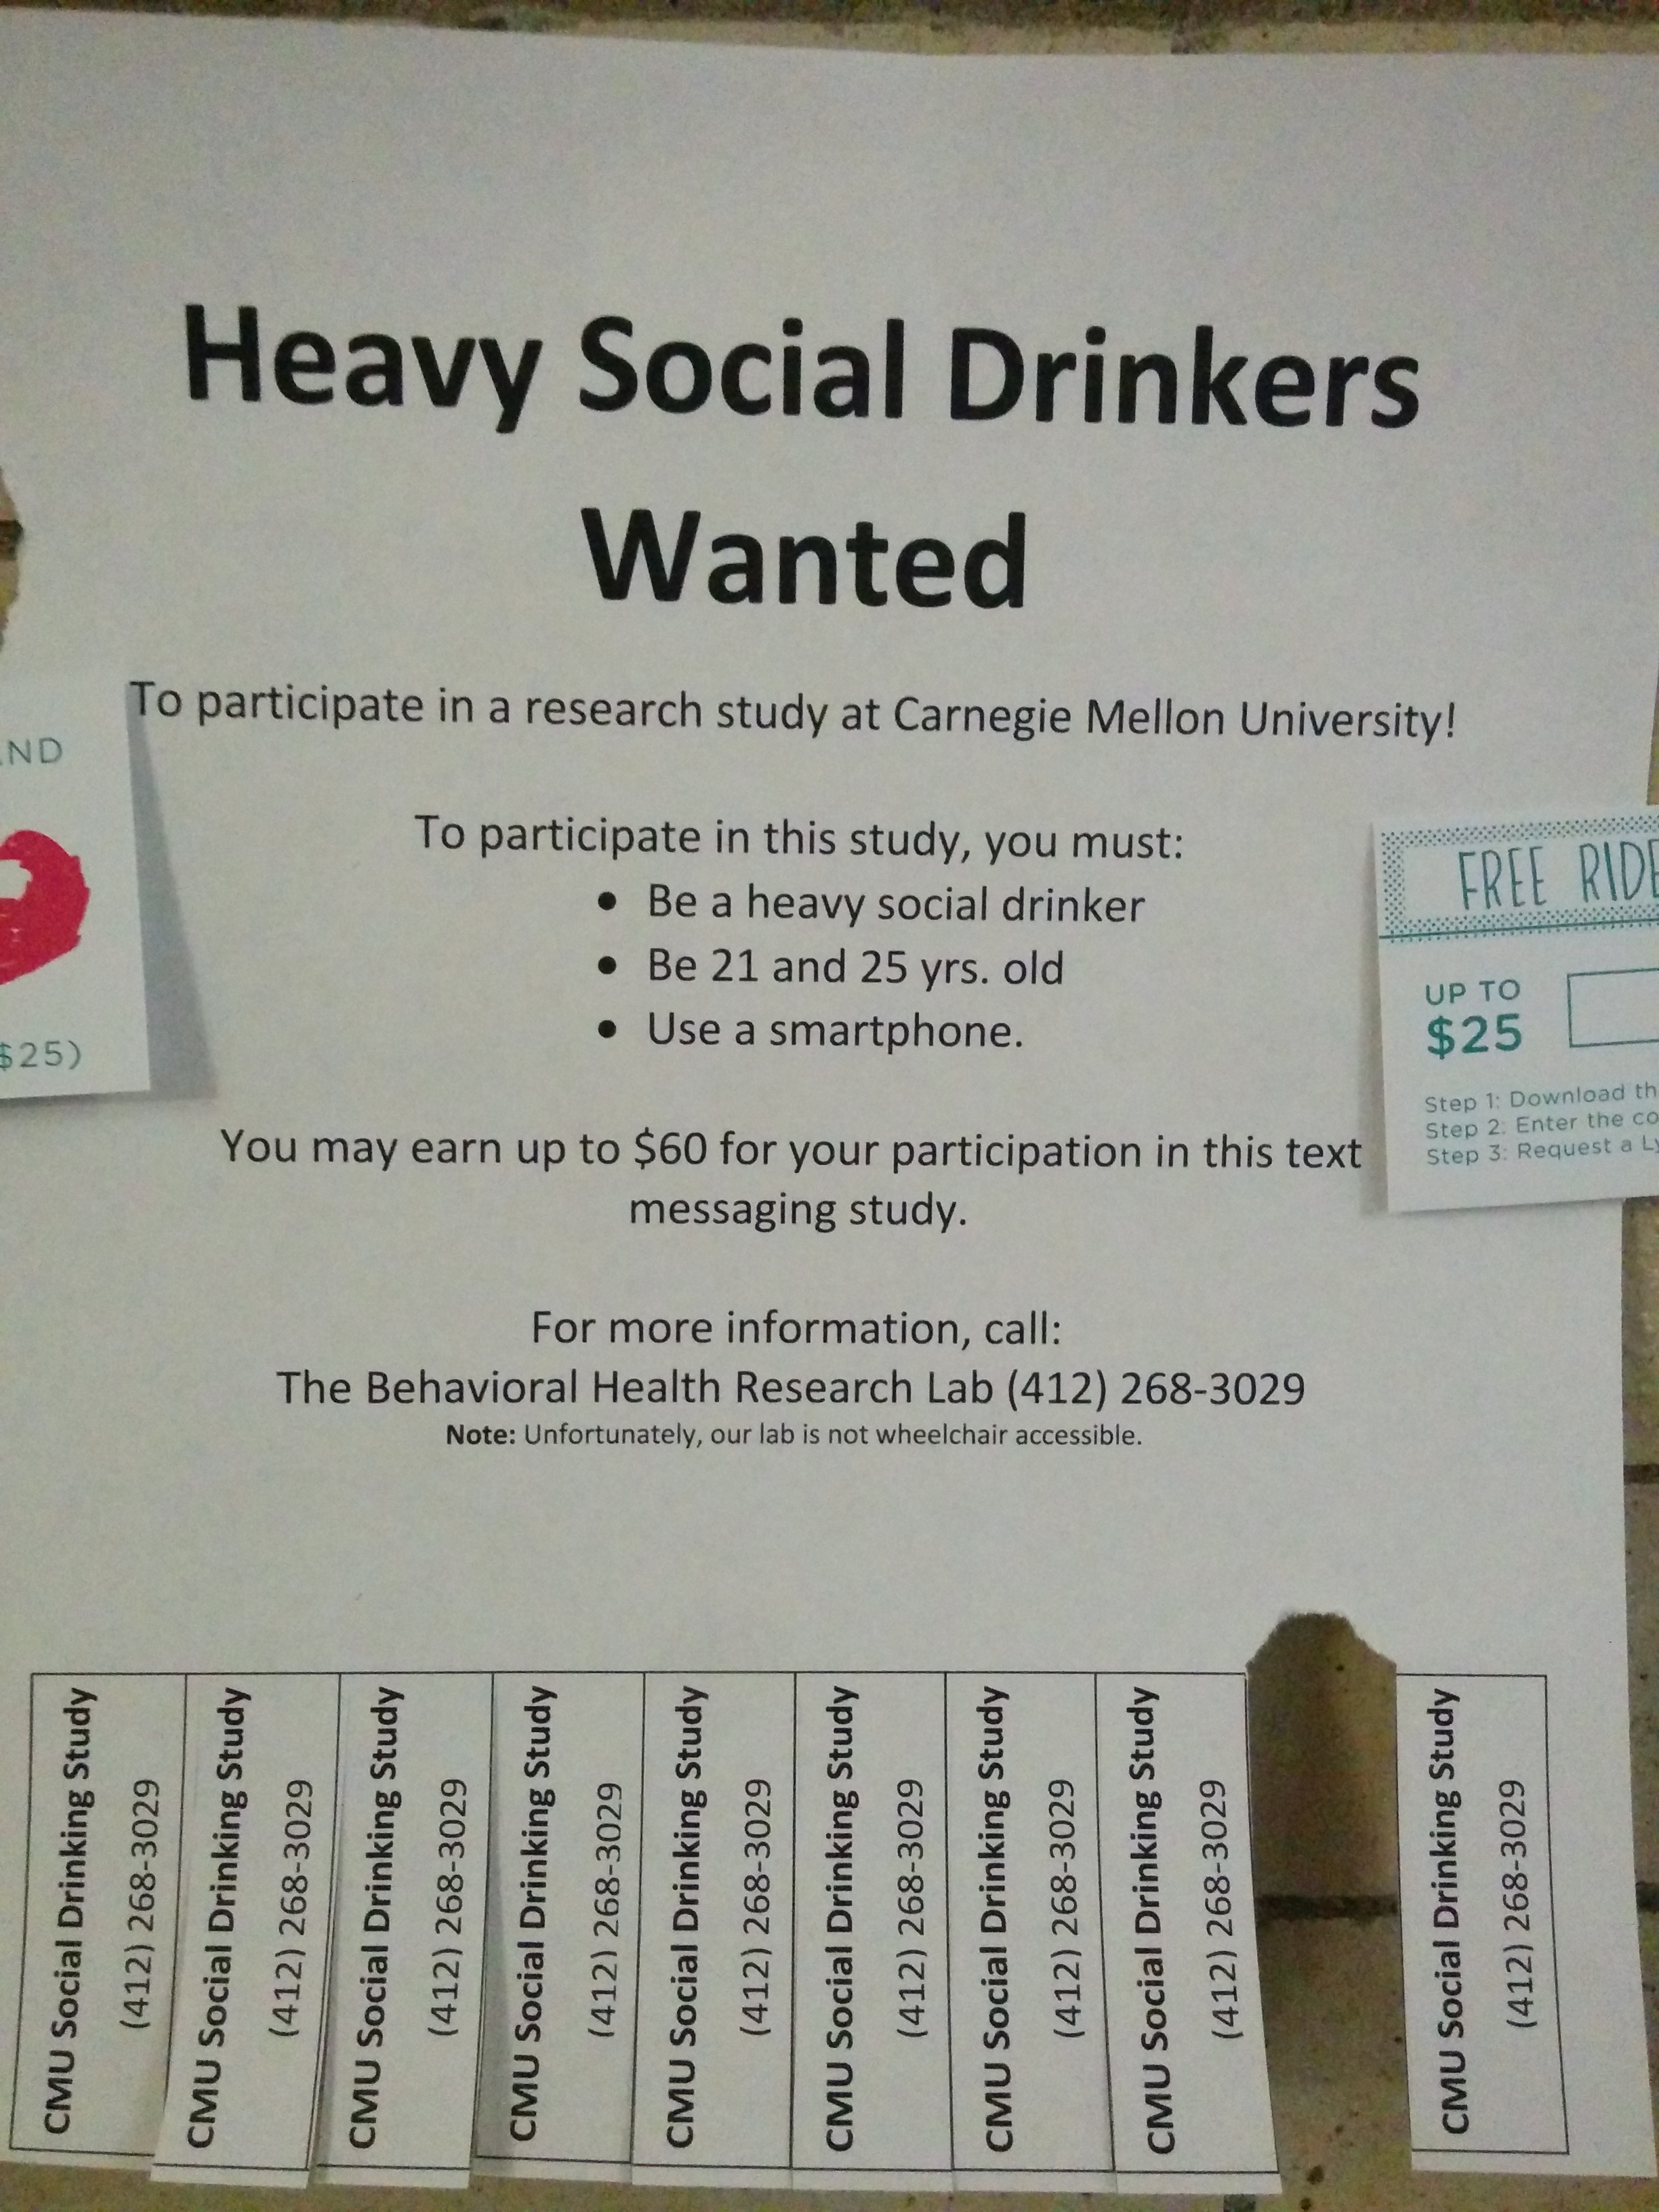 Heavy Social Drinkers
Wanted
To participate in a research study at Carnegie Mellon University!
To participate in this study, you must:
• Be a heavy social drinker
• Be 21 and 25 yrs. old
• Use a smartphone.
You may earn up to $60 for your participation in this text
messaging study.
For more information, call:
The Behavioral Health Research Lab (412) 268-3029
Note: Unfortunately, our lab is not wheelchair accessible.
ND
$25)
FREE RIDE
UP TO
$25
Step 1: Download th
Step 2: Enter the co
Step 3: Request a Ly
CMU Social Drinking Study
(412) 268-3029
CMU Social Drinking Study
(412) 268-3029
CMU Social Drinking Study
(412) 268-3029
CMU Social Drinking Study
(412) 268-3029
CMU Social Drinking Study
(412) 268-3029
CMU Social Drinking Study
(412) 268-3029
CMU Social Drinking Study
(412) 268-3029
CMU Social Drinking Study
(412) 268-3029
CMU Social Drinking Study
(412) 268-3029